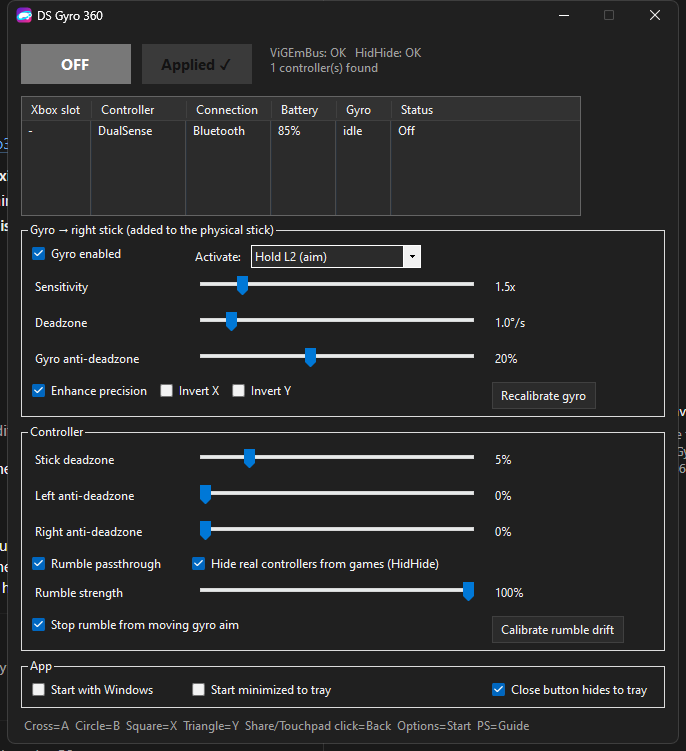 DS Gyro 360
OFF
Applied ✓
ViGEmBus: OK HidHide: OK
1 controller(s) found
Xbox slot Controller Connection Battery Gyro Status
- DualSense Bluetooth 85% idle Off
Gyro → right stick (added to the physical stick)
Gyro enabled
Activate: Hold L2 (aim)
Sensitivity 1.5x
Deadzone 1.0°/s
Gyro anti-deadzone 20%
Enhance precision Invert X Invert Y
Recalibrate gyro
Controller
Stick deadzone 5%
Left anti-deadzone 0%
Right anti-deadzone 0%
Rumble passthrough Hide real controllers from games (HidHide)
Rumble strength 100%
Stop rumble from moving gyro aim
Calibrate rumble drift
App
Start with Windows Start minimized to tray Close button hides to tray
Cross=A Circle=B Square=X Triangle=Y Share/Touchpad click=Back Options=Start PS=Guide